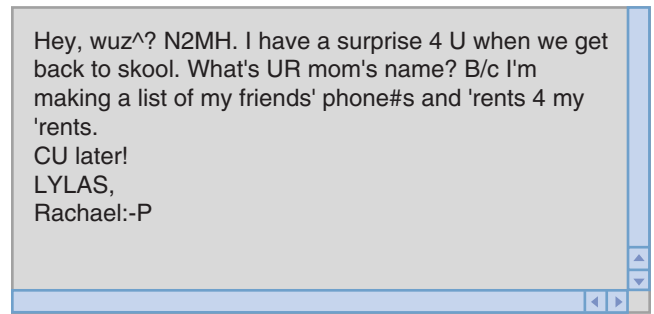 Hey, wuz^? N2MH. I have a surprise 4 U when we get
back to skool. What's UR mom's name? B/c I'm
making a list of my friends' phone#s and 'rents 4 my
'rents.
CU later!
LYLAS,
Rachael:-P